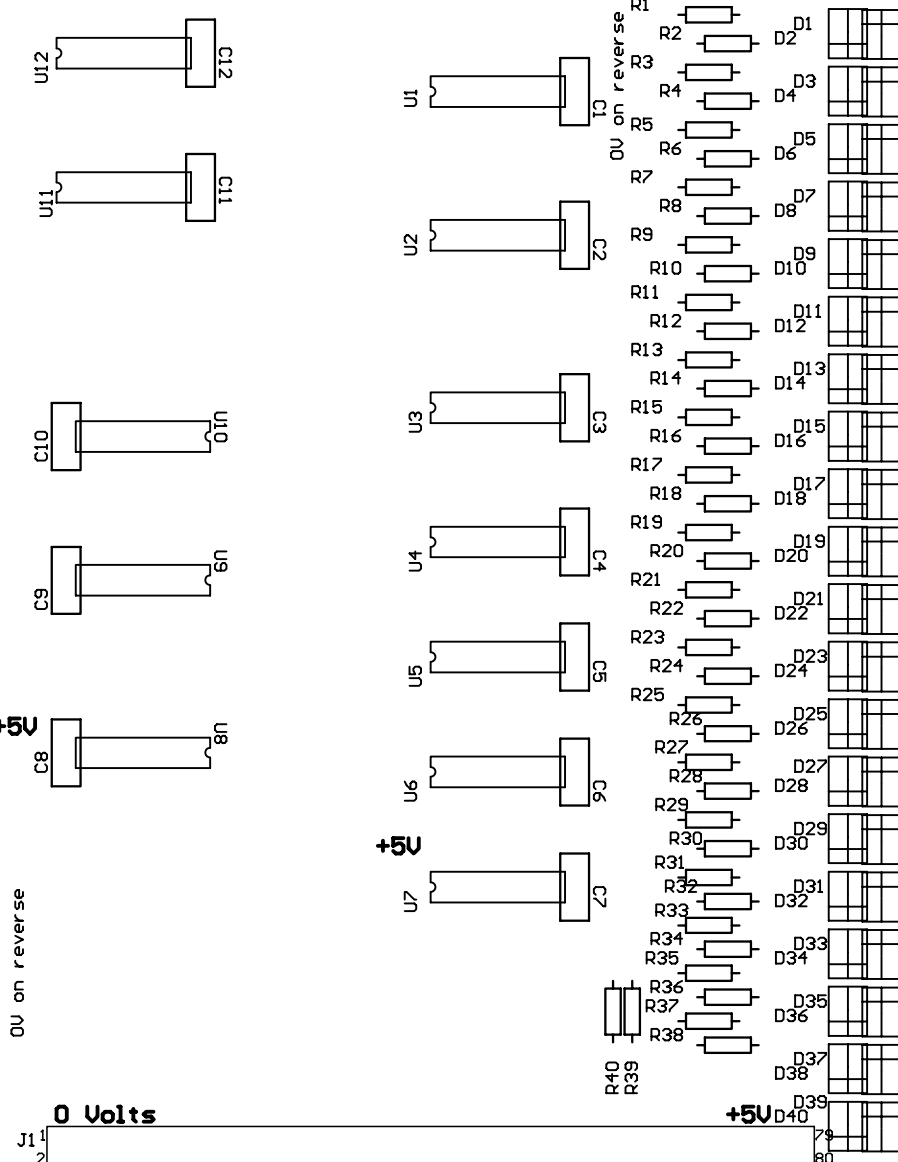 U12
C12
U11
C11
C10
U10
C9
U9
+5V
C8
U8
0V on reverse
U1
C1
U2
C2
U3
C3
U4
C4
U5
C5
U6
C6
+5V
U7
C7
0V on reverse
R1
R2
R3
R4
R5
R6
R7
R8
R9
R10
R11
R12
R13
R14
R15
R16
R17
R18
R19
R20
R21
R22
R23
R24
R25
R26
R27
R28
R29
R30
R31
R32
R33
R34
R35
R36
R37
R38
R40
R39
D1
D2
D3
D4
D5
D6
D7
D8
D9
D10
D11
D12
D13
D14
D15
D16
D17
D18
D19
D20
D21
D22
D23
D24
D25
D26
D27
D28
D29
D30
D31
D32
D33
D34
D35
D36
D37
D38
D39
D40
0 Volts
+5V
J1
1
2
79
80